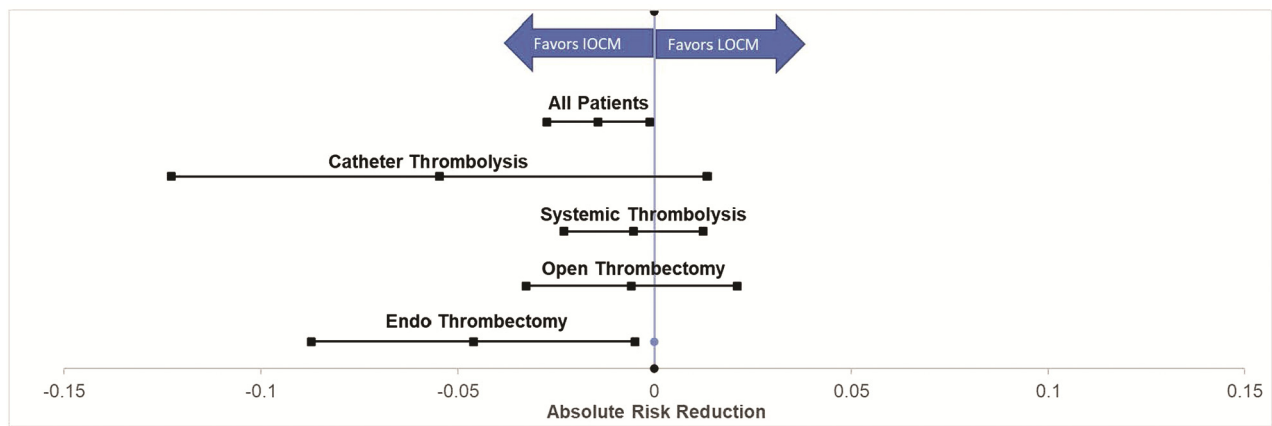 Favors IOCM Favors LOCM
All Patients
Catheter Thrombolysis
Systemic Thrombolysis
Open Thrombectomy
Endo Thrombectomy
-0.15 -0.1 -0.05 0 0.05 0.1 0.15
Absolute Risk Reduction